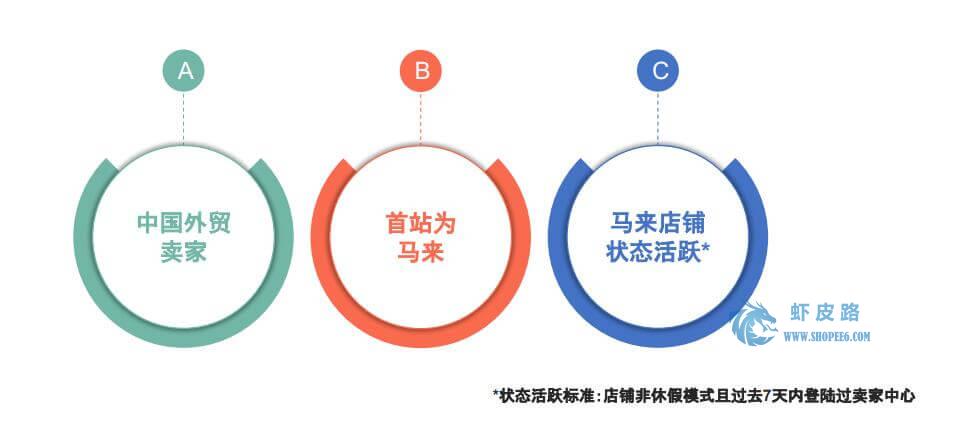 A
B
C
中国外贸
卖家
首站为
马来
马来店铺
状态活跃*
虾皮路
WWW.SHOPEE6.COM
*状态活跃标准:店铺非休假模式且过去7天内登陆过卖家中心